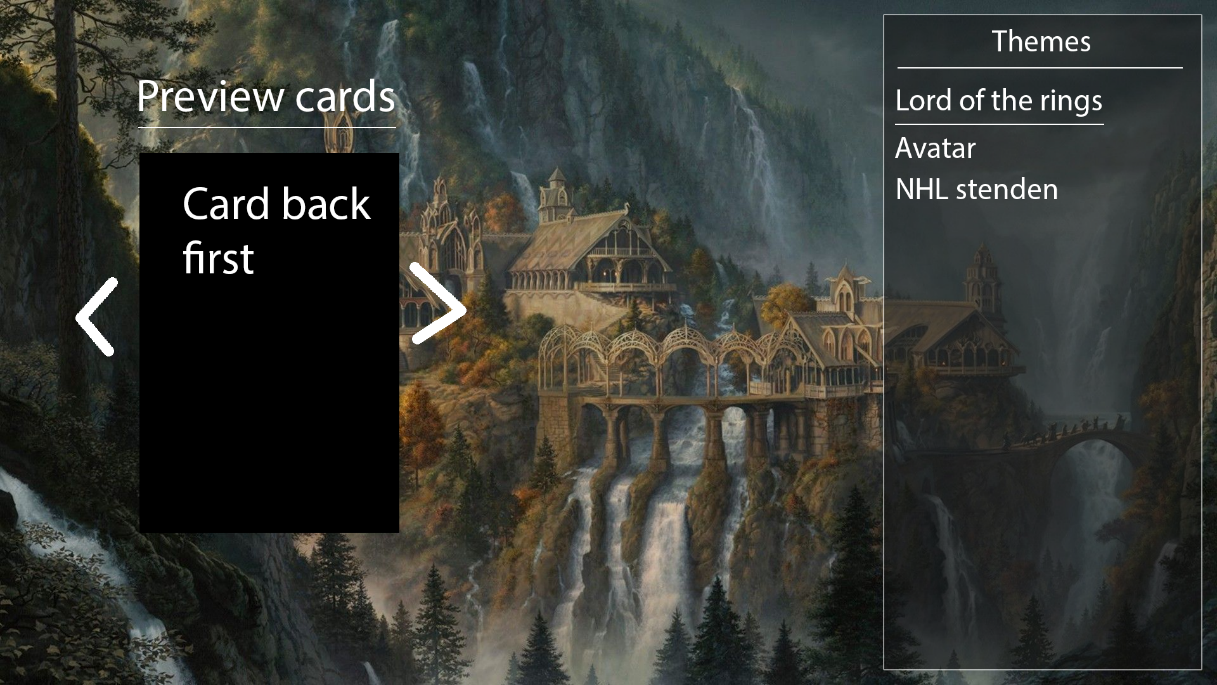 Preview cards
Card back
first
Themes
Lord of the rings
Avatar
NHL stenden